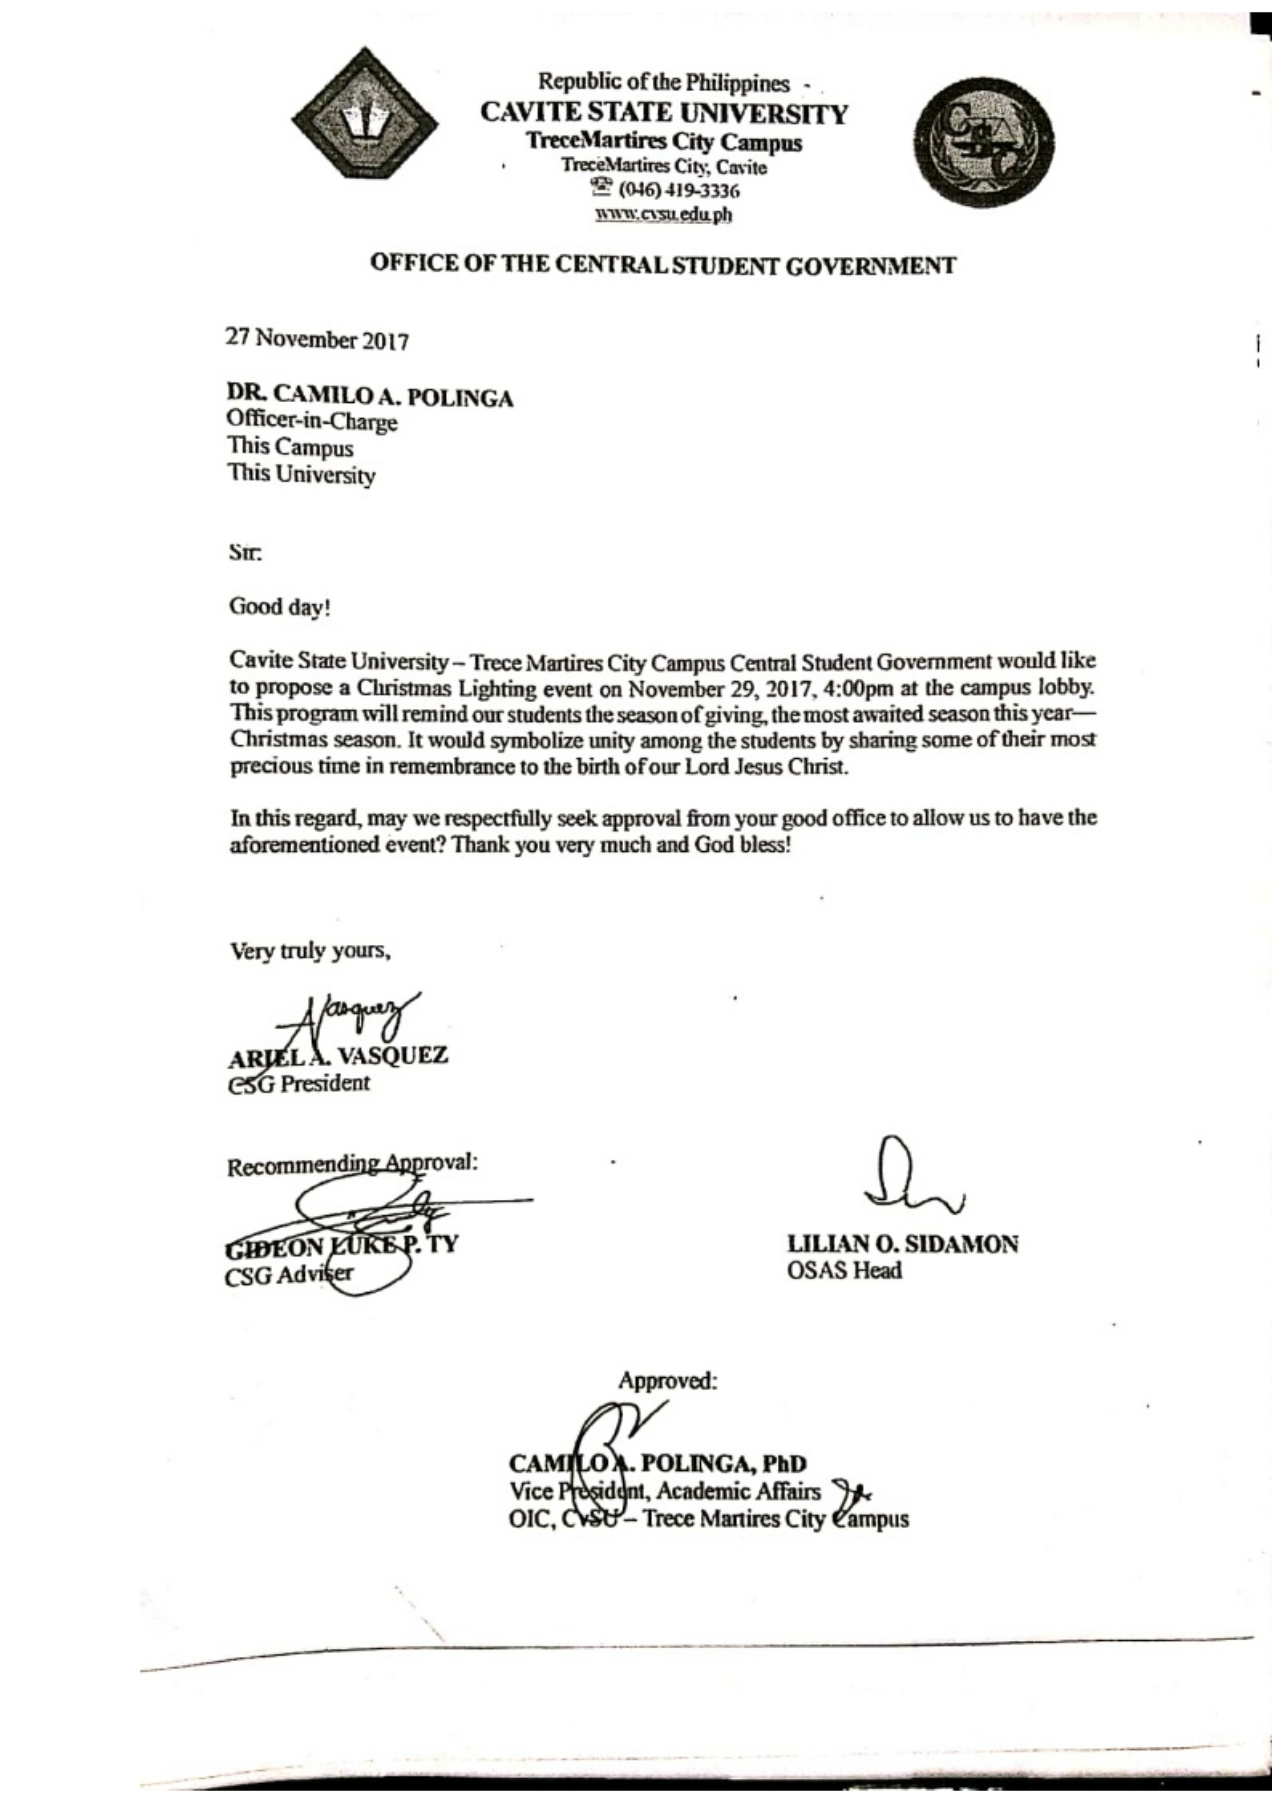 Republic of the Philippines
CAVITE STATE UNIVERSITY
TreceMartires City Campus
TreceMartires City, Cavite
☏ (046) 419-3336
www.cvsu.edu.ph
CSG
OFFICE OF THE CENTRAL STUDENT GOVERNMENT
27 November 2017
DR. CAMILO A. POLINGA
Officer-in-Charge
This Campus
This University
Sir:
Good day!
Cavite State University – Trece Martires City Campus Central Student Government would like
to propose a Christmas Lighting event on November 29, 2017, 4:00pm at the campus lobby.
This program will remind our students the season of giving, the most awaited season this year—
Christmas season. It would symbolize unity among the students by sharing some of their most
precious time in remembrance to the birth of our Lord Jesus Christ.
In this regard, may we respectfully seek approval from your good office to allow us to have the
aforementioned event? Thank you very much and God bless!
Very truly yours,
AVasquez
ARIEL A. VASQUEZ
CSG President
Recommending Approval:
GIDEON LUKE P. TY
CSG Adviser
LILIAN O. SIDAMON
OSAS Head
Approved:
CAMILO A. POLINGA, PhD
Vice President, Academic Affairs
OIC, CvSU – Trece Martires City Campus